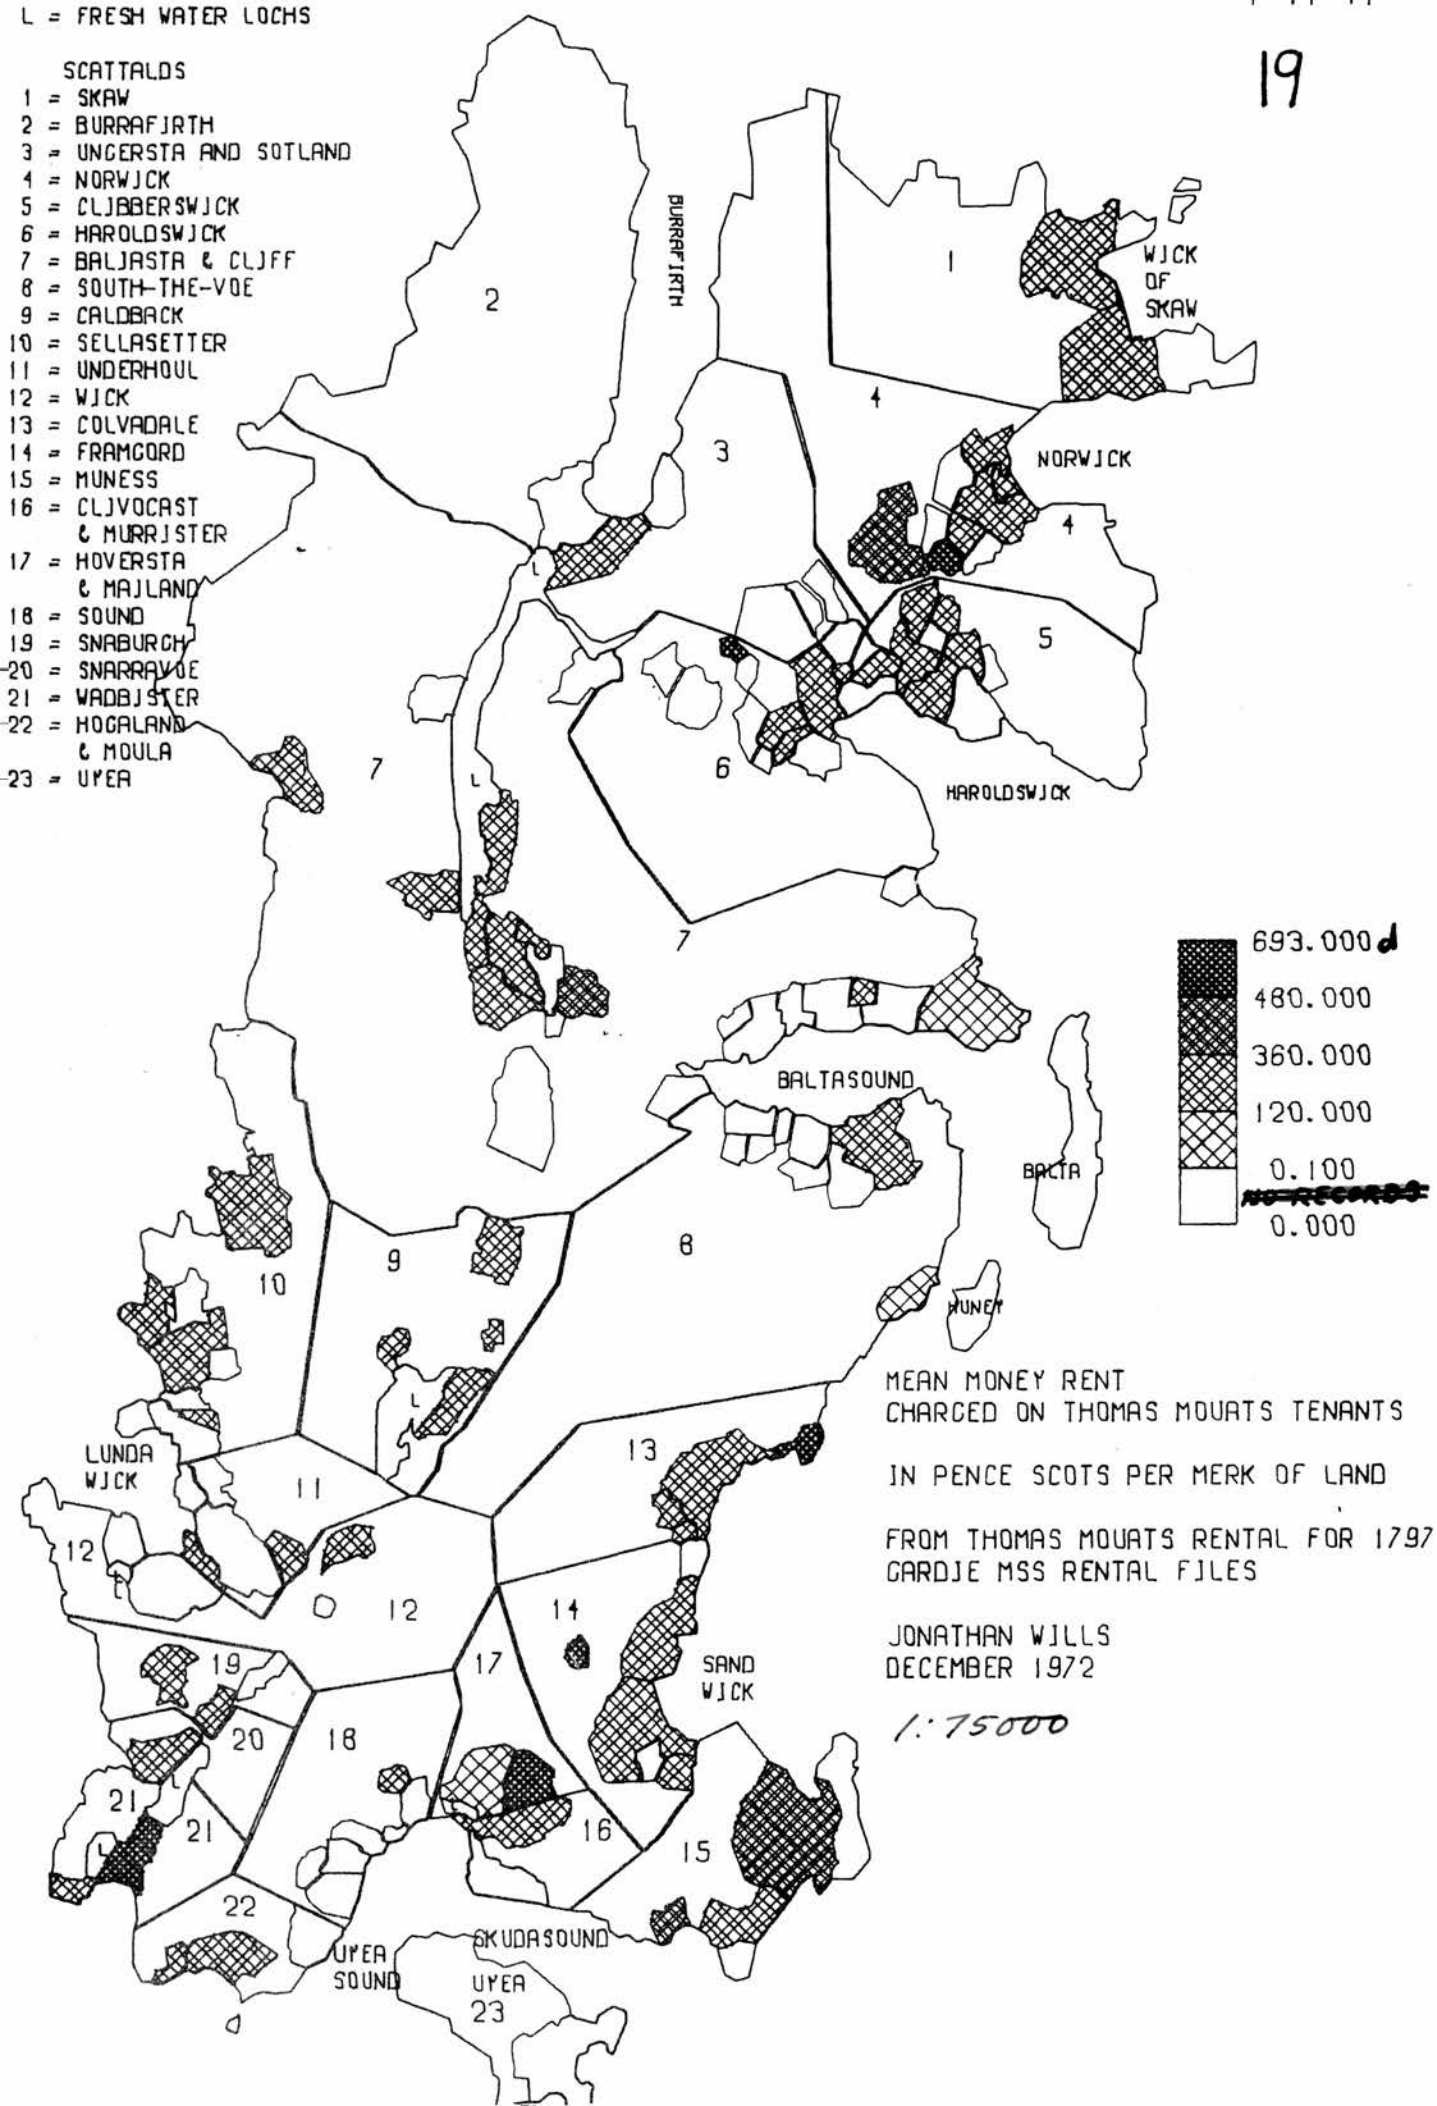 L = FRESH WATER LOCHS
19
SCATTALDS
1 = SKAW
2 = BURRAFIRTH
3 = UNGERSTA AND SOTLAND
4 = NORWICK
5 = CLIBBERSWICK
6 = HAROLDSWICK
7 = BALIASTA & CLIFF
8 = SOUTH-THE-VOE
9 = CALDBACK
10 = SELLASETTER
11 = UNDERHOUL
12 = WICK
13 = COLVADALE
14 = FRAMGORD
15 = MUNESS
16 = CLIVOCAST
& MURRISTER
17 = HOVERSTA
& MAILAND
18 = SOUND
19 = SNABURGH
20 = SNARRAVOE
21 = WADBISTER
22 = HOGALAND
& MOULA
23 = UYEA
BURRAFIRTH
WICK
OF
SKAW
1
2
3
4
NORWICK
4
5
6
HAROLDSWICK
7
L
L
7
693.000 d
480.000
360.000
120.000
0.100
NO RECORDS
0.000
BALTASOUND
BALTA
HUNEY
8
9
10
L
LUNDA
WICK
11
12
L
12
13
14
SAND
WICK
17
19
20
18
21
L
21
L
16
15
22
SKUDASOUND
UYEA
SOUND
UYEA
23
MEAN MONEY RENT
CHARGED ON THOMAS MOUATS TENANTS
IN PENCE SCOTS PER MERK OF LAND
FROM THOMAS MOUATS RENTAL FOR 1797
GARDIE MSS RENTAL FILES
JONATHAN WILLS
DECEMBER 1972
1:75000